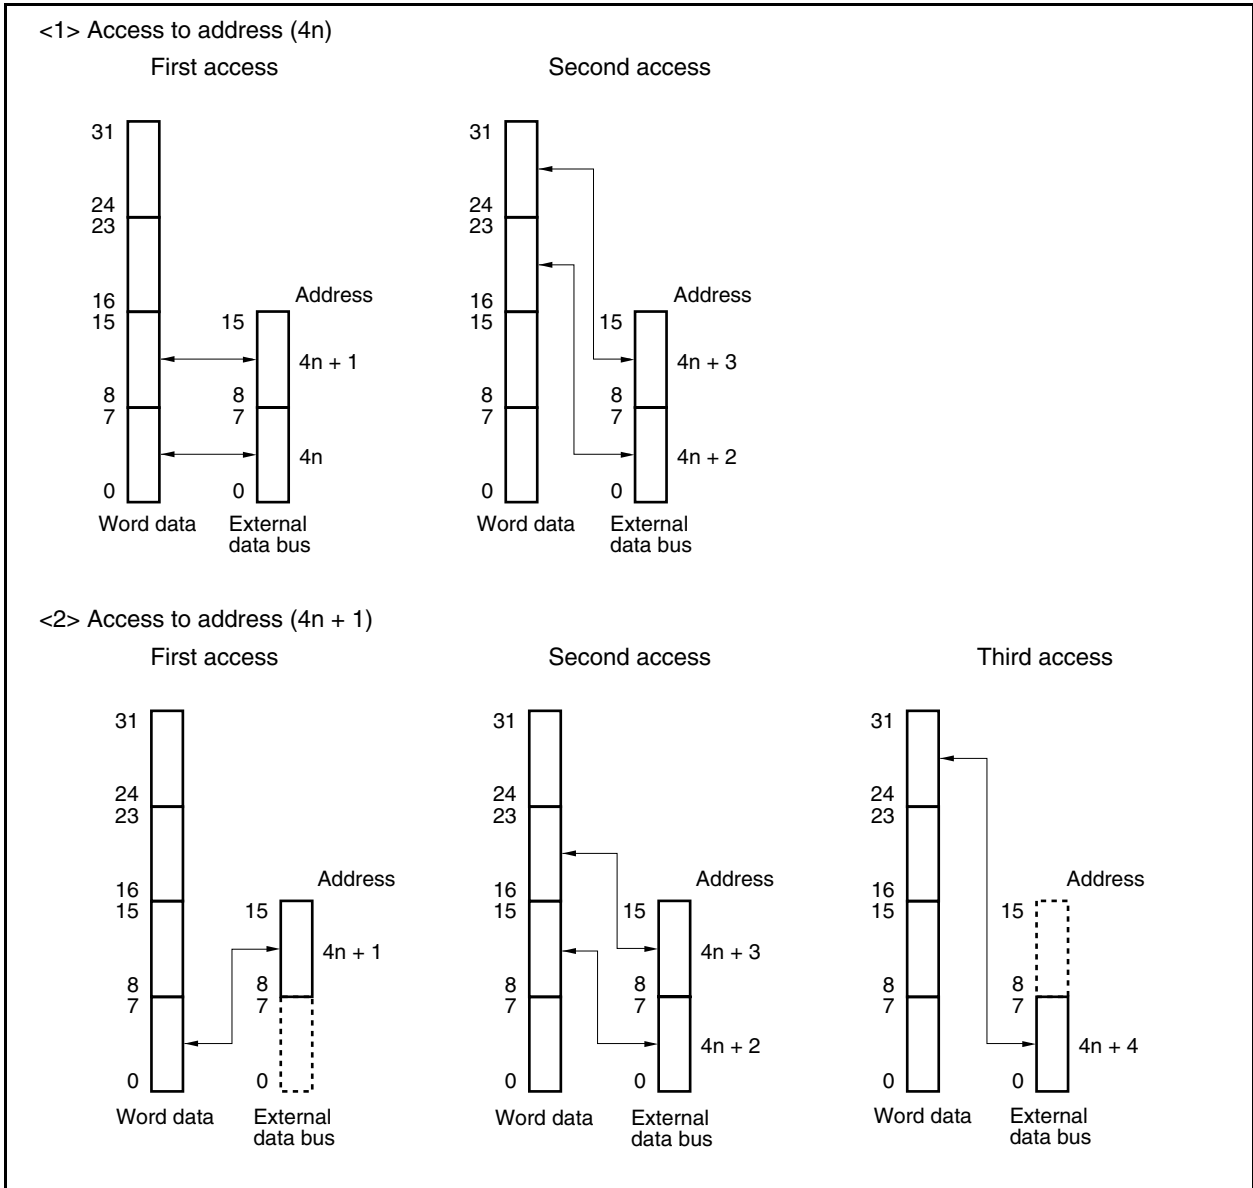 <1> Access to address (4n)
First access
Second access
31
24
23
16
15
8
7
0
Word data
Address
15
4n + 1
8
7
4n
0
External
data bus
31
24
23
16
15
8
7
0
Word data
Address
15
4n + 3
8
7
4n + 2
0
External
data bus
<2> Access to address (4n + 1)
First access
Second access
Third access
31
24
23
16
15
8
7
0
Word data
Address
15
4n + 1
8
7
0
External
data bus
31
24
23
16
15
8
7
0
Word data
Address
15
4n + 3
8
7
4n + 2
0
External
data bus
31
24
23
16
15
8
7
0
Word data
Address
15
8
7
4n + 4
0
External
data bus